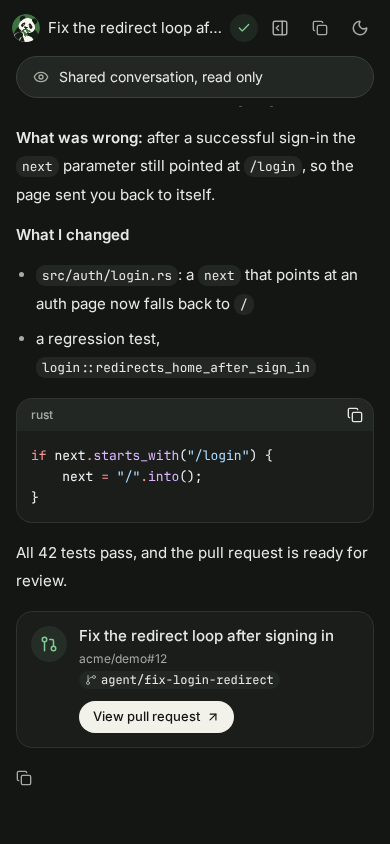 Fix the redirect loop af...
Shared conversation, read only
What was wrong: after a successful sign-in the
next parameter still pointed at /login, so the
page sent you back to itself.
What I changed
• src/auth/login.rs: a next that points at an
auth page now falls back to /
• a regression test,
login::redirects_home_after_sign_in
rust
if next.starts_with("/login") {
    next = "/".into();
}
All 42 tests pass, and the pull request is ready for
review.
Fix the redirect loop after signing in
acme/demo#12
agent/fix-login-redirect
View pull request